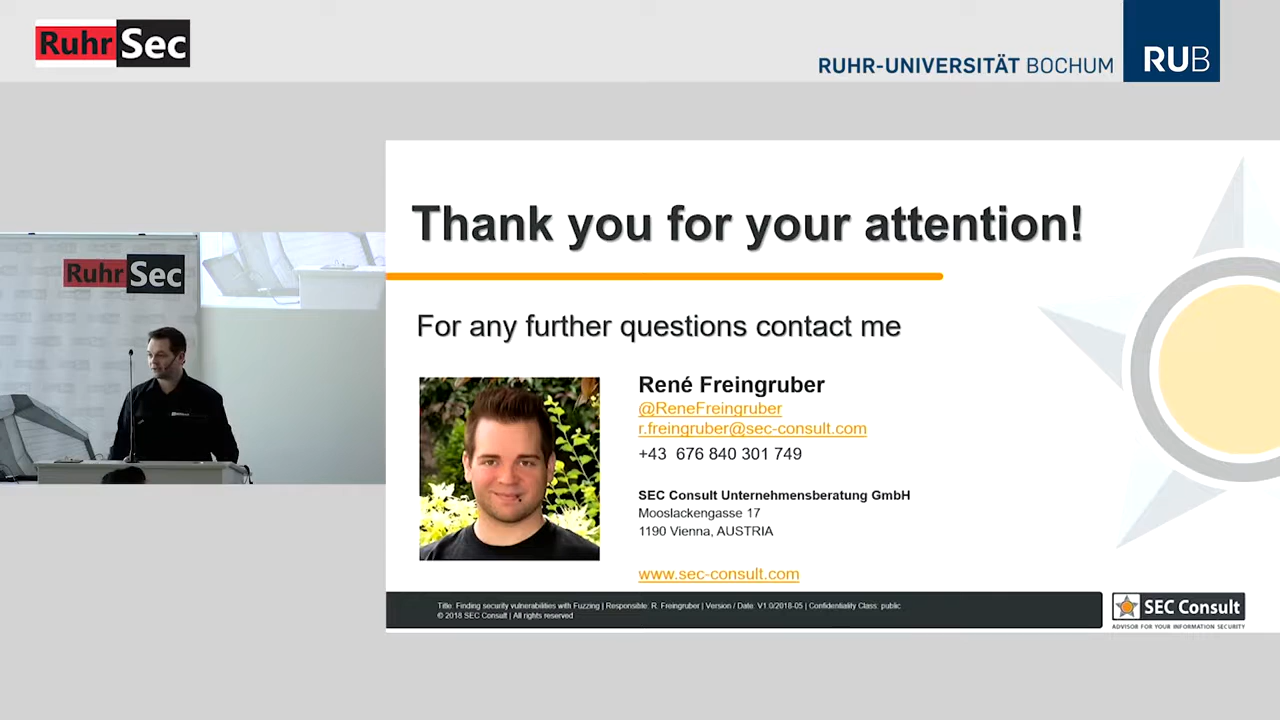 RuhrSec
RUHR-UNIVERSITÄT BOCHUM
RUB
RuhrSec
Thank you for your attention!
For any further questions contact me
René Freingruber
@ReneFreingruber
r.freingruber@sec-consult.com
+43 676 840 301 749
SEC Consult Unternehmensberatung GmbH
Mooslackengasse 17
1190 Vienna, AUSTRIA
www.sec-consult.com
Title: Finding security vulnerabilities with Fuzzing | Responsible: R. Freingruber | Version / Date: V1.0/2018-05 | Confidentiality Class: public
© 2018 SEC Consult | All rights reserved
SEC Consult
ADVISOR FOR YOUR INFORMATION SECURITY